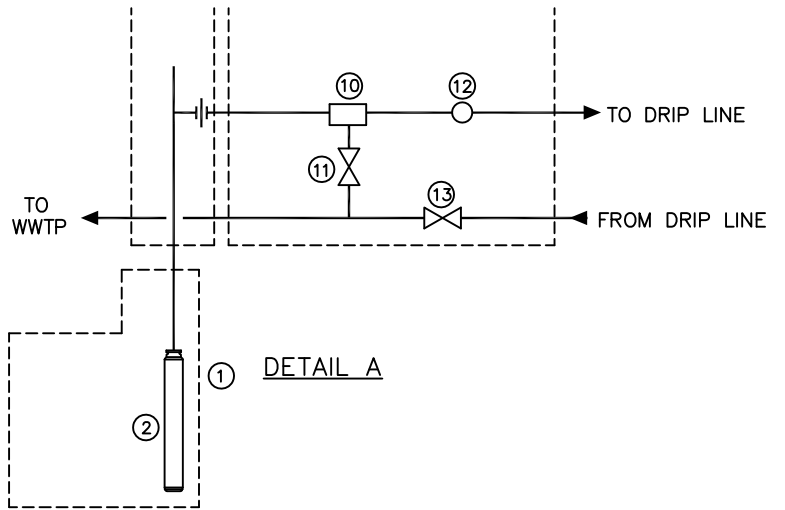 10
12
TO DRIP LINE
11
13
TO
WWTP
FROM DRIP LINE
1
DETAIL A
2